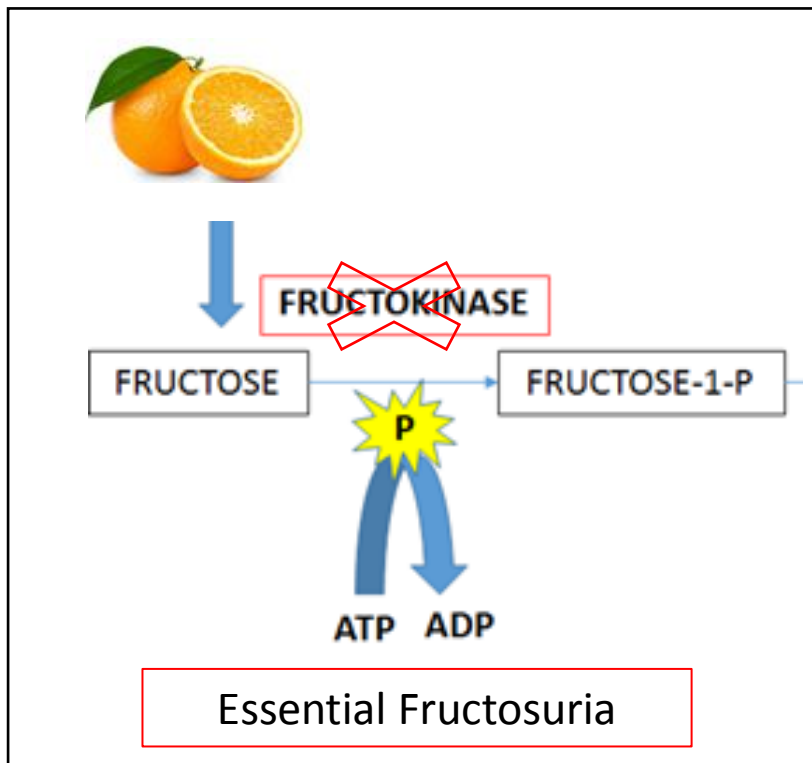 FRUCTOKINASE
FRUCTOSE
FRUCTOSE-1-P
P
ATP
ADP
Essential Fructosuria